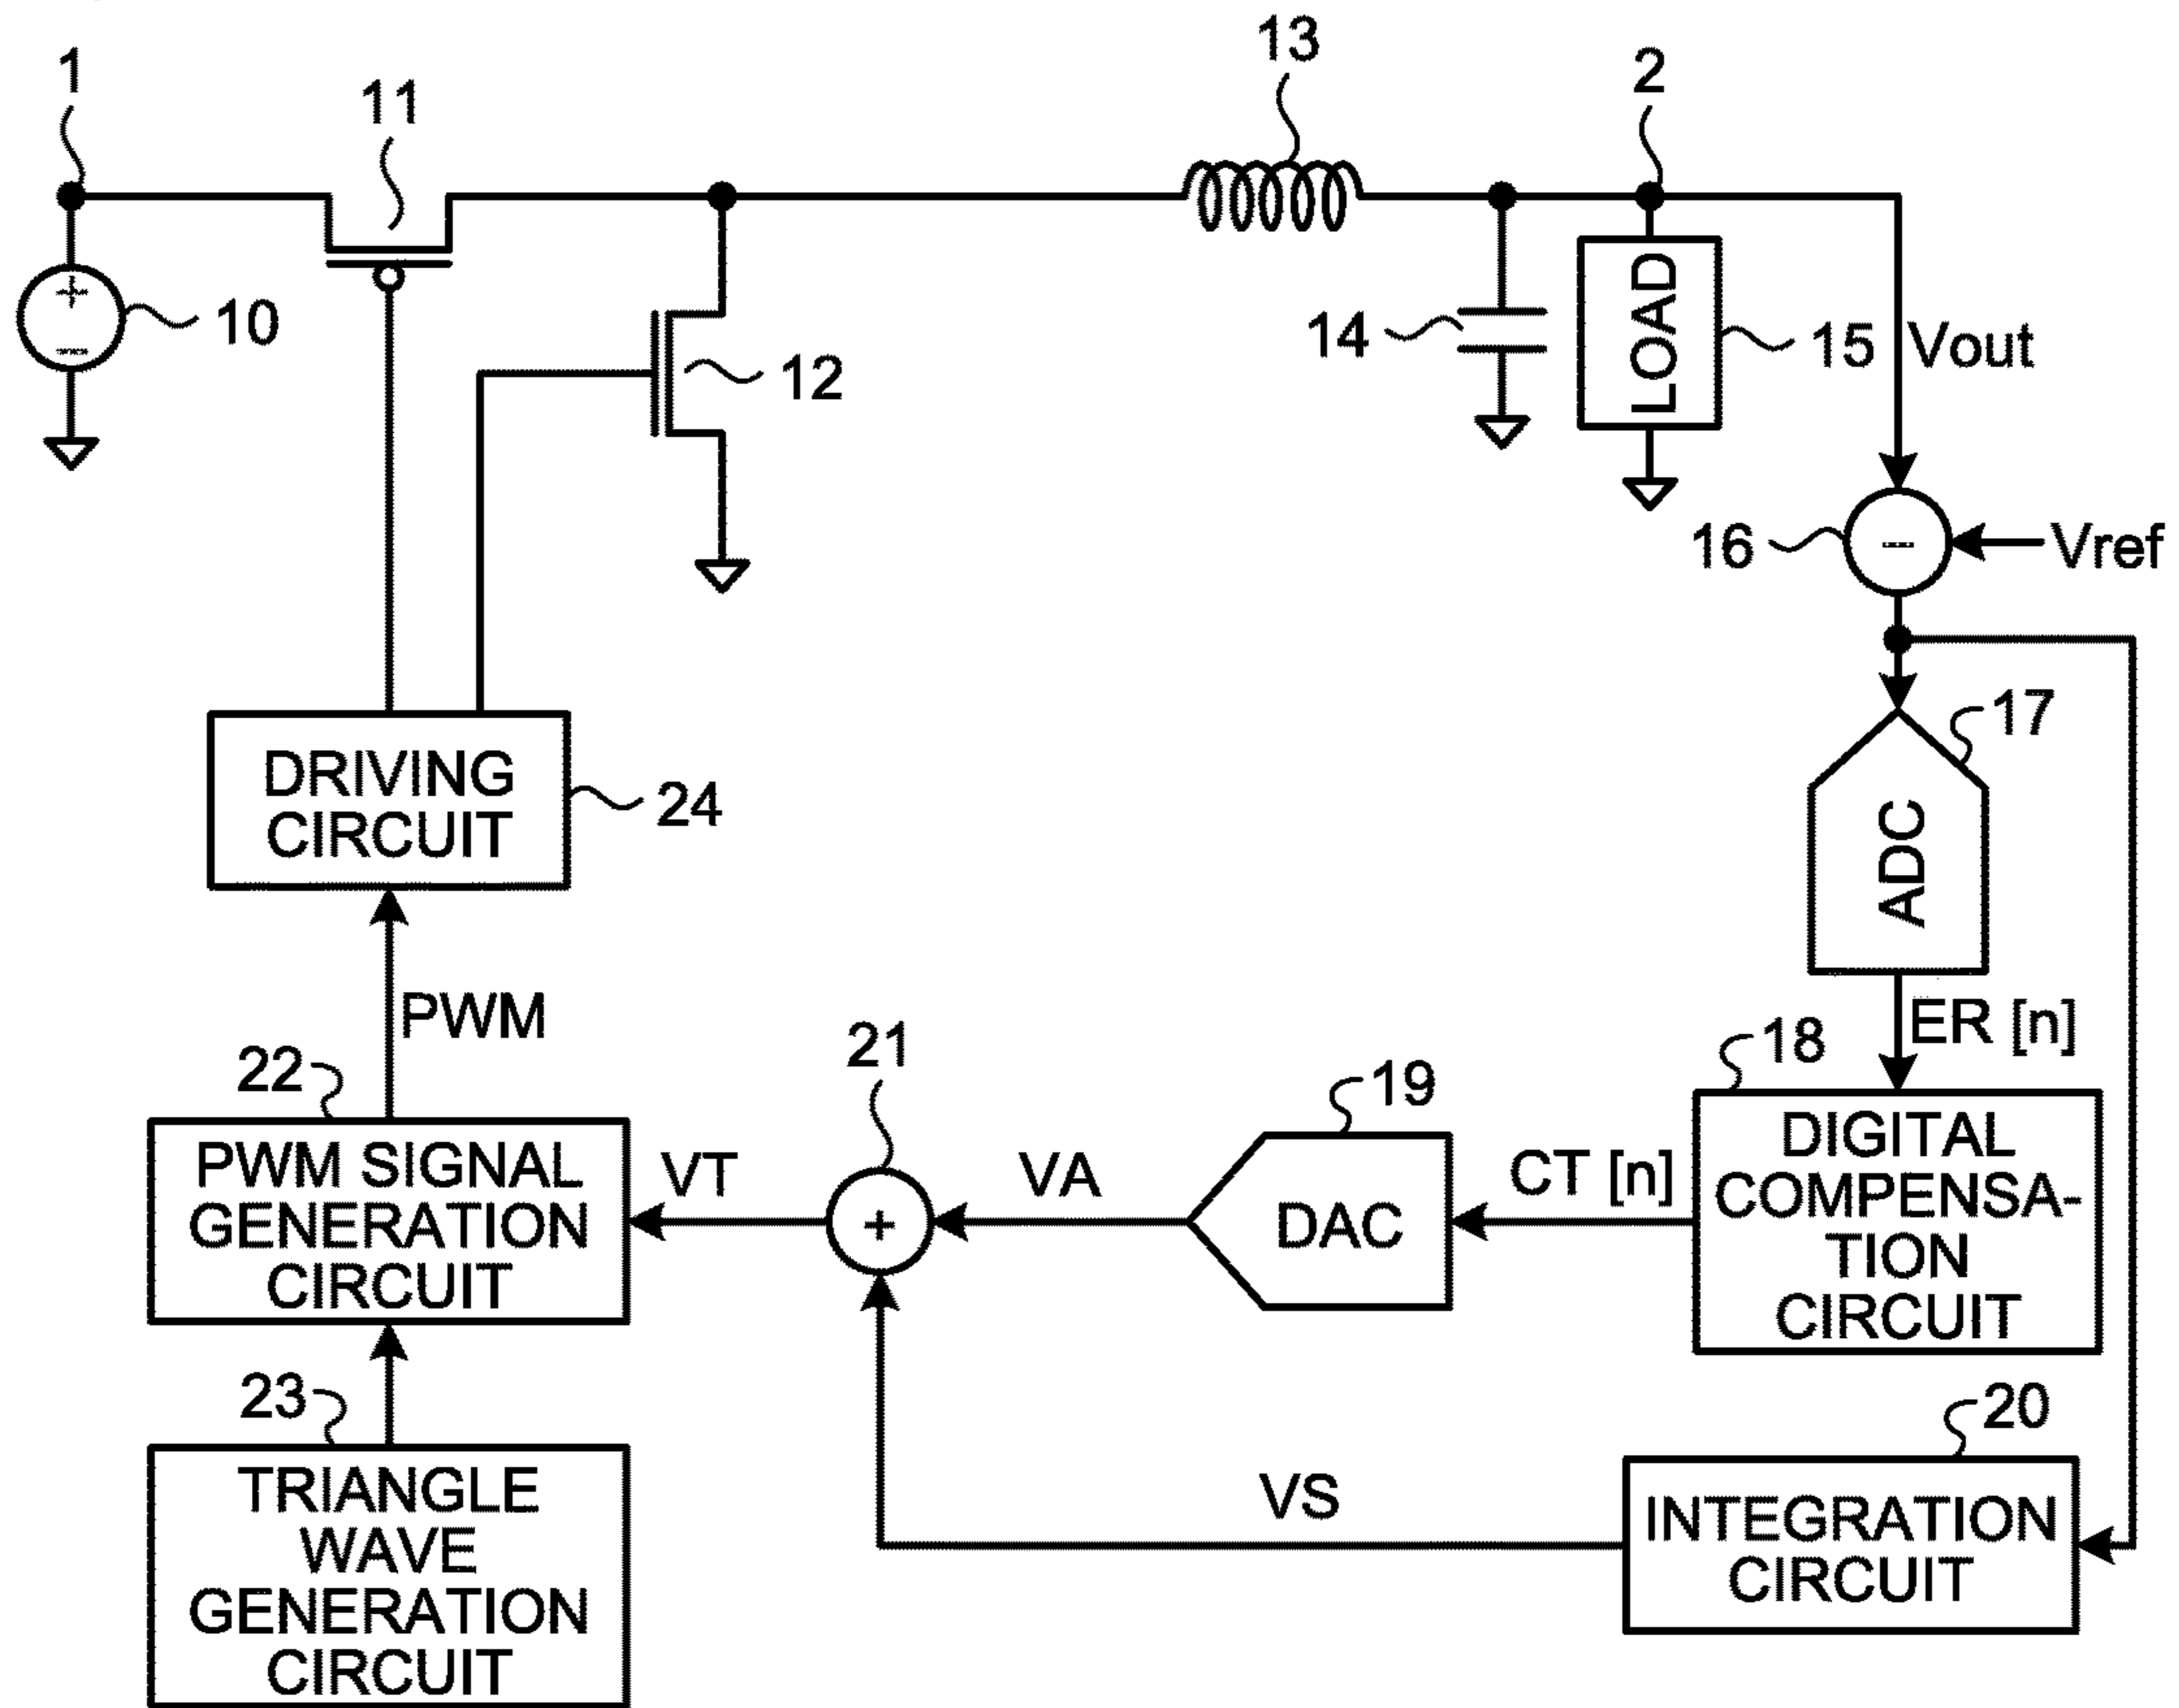 1
11
13
2
10
12
14
LOAD
15
Vout
16
-
Vref
17
ADC
DRIVING
CIRCUIT
24
PWM
ER [n]
18
22
21
19
PWM SIGNAL
GENERATION
CIRCUIT
VT
+
VA
DAC
CT [n]
DIGITAL
COMPENSA-
TION
CIRCUIT
23
20
TRIANGLE
WAVE
GENERATION
CIRCUIT
VS
INTEGRATION
CIRCUIT